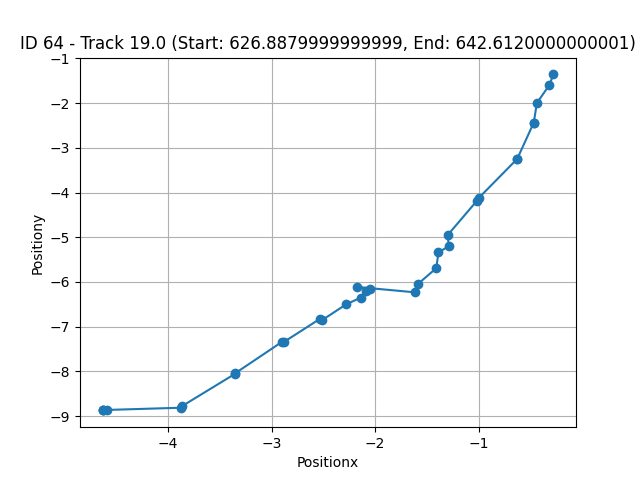 ID 64 - Track 19.0 (Start: 626.8879999999999, End: 642.6120000000001)
−1
−2
−3
−4
−5
−6
−7
−8
−9
Positiony
−4 −3 −2 −1
Positionx